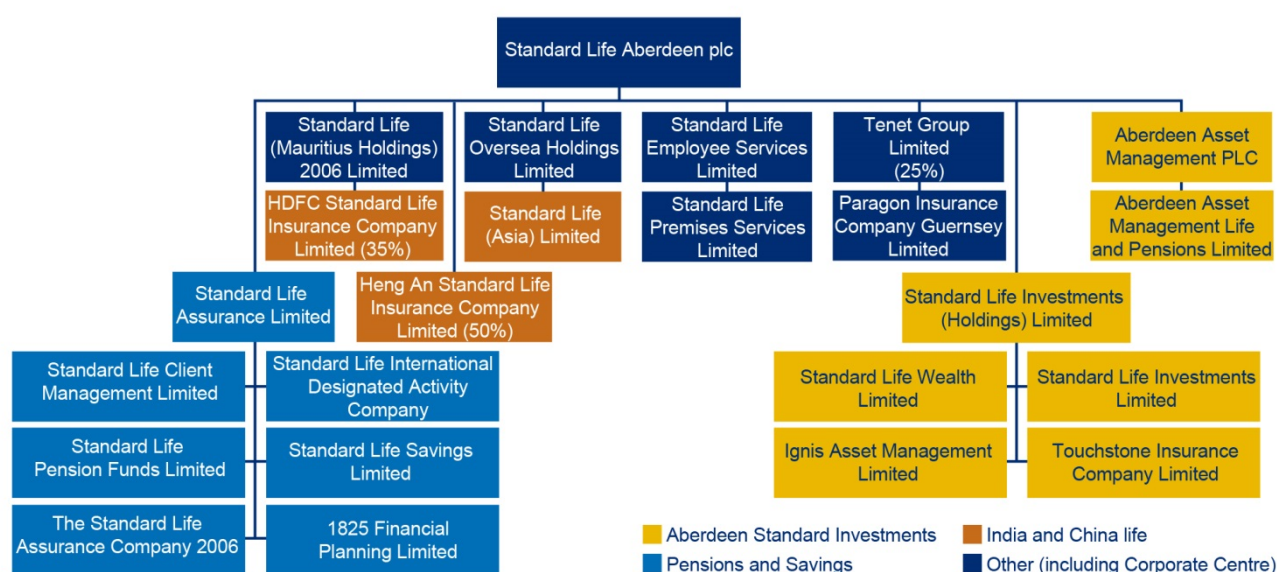 Standard Life Aberdeen plc
Standard Life
(Mauritius Holdings)
2006 Limited
Standard Life
Oversea Holdings
Limited
Standard Life
Employee Services
Limited
Tenet Group
Limited
(25%)
Aberdeen Asset
Management PLC
HDFC Standard Life
Insurance Company
Limited (35%)
Standard Life
(Asia) Limited
Standard Life
Premises Services
Limited
Paragon Insurance
Company Guernsey
Limited
Aberdeen Asset
Management Life
and Pensions Limited
Standard Life
Assurance Limited
Heng An Standard Life
Insurance Company
Limited (50%)
Standard Life Investments
(Holdings) Limited
Standard Life Client
Management Limited
Standard Life International
Designated Activity
Company
Standard Life Wealth
Limited
Standard Life Investments
Limited
Standard Life
Pension Funds Limited
Standard Life Savings
Limited
Ignis Asset Management
Limited
Touchstone Insurance
Company Limited
The Standard Life
Assurance Company 2006
1825 Financial
Planning Limited
Aberdeen Standard Investments
India and China life
Pensions and Savings
Other (including Corporate Centre)